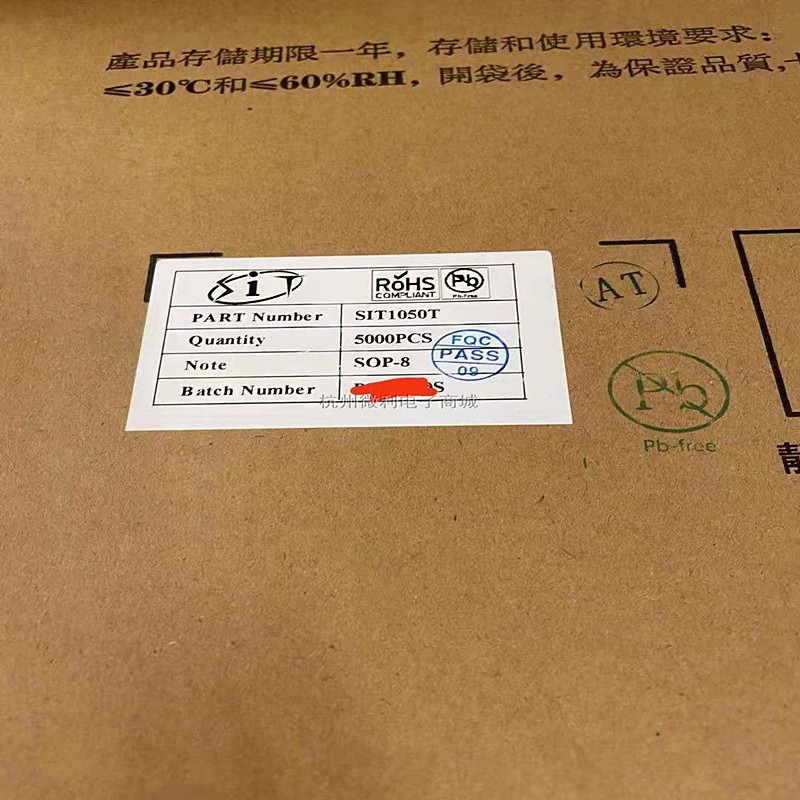 產品存儲期限一年，存儲和使用環境要求：
≤30℃和≤60%RH，開袋後，為保證品質,
SiT
RoHS
COMPLIANT
Pb
Pb-Free
PART Number SIT1050T
Quantity 5000PCS
Note SOP-8
Batch Number
FQC
PASS
09
杭州微利电子商城
AT
Pb
Pb-free